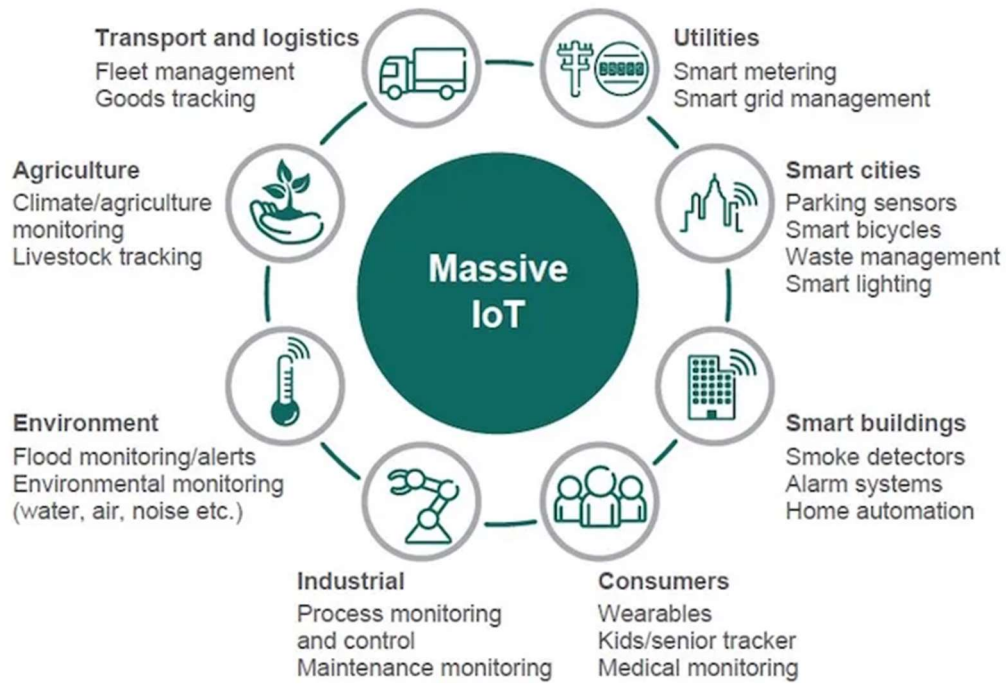 Transport and logistics
Fleet management
Goods tracking
Utilities
Smart metering
Smart grid management
Agriculture
Climate/agriculture
monitoring
Livestock tracking
Smart cities
Parking sensors
Smart bicycles
Waste management
Smart lighting
Massive
IoT
Environment
Flood monitoring/alerts
Environmental monitoring
(water, air, noise etc.)
Smart buildings
Smoke detectors
Alarm systems
Home automation
Industrial
Process monitoring
and control
Maintenance monitoring
Consumers
Wearables
Kids/senior tracker
Medical monitoring